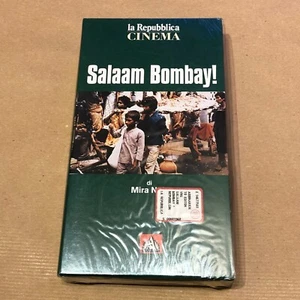 la Repubblica
CINEMA
Salaam Bombay!
di
Mira N